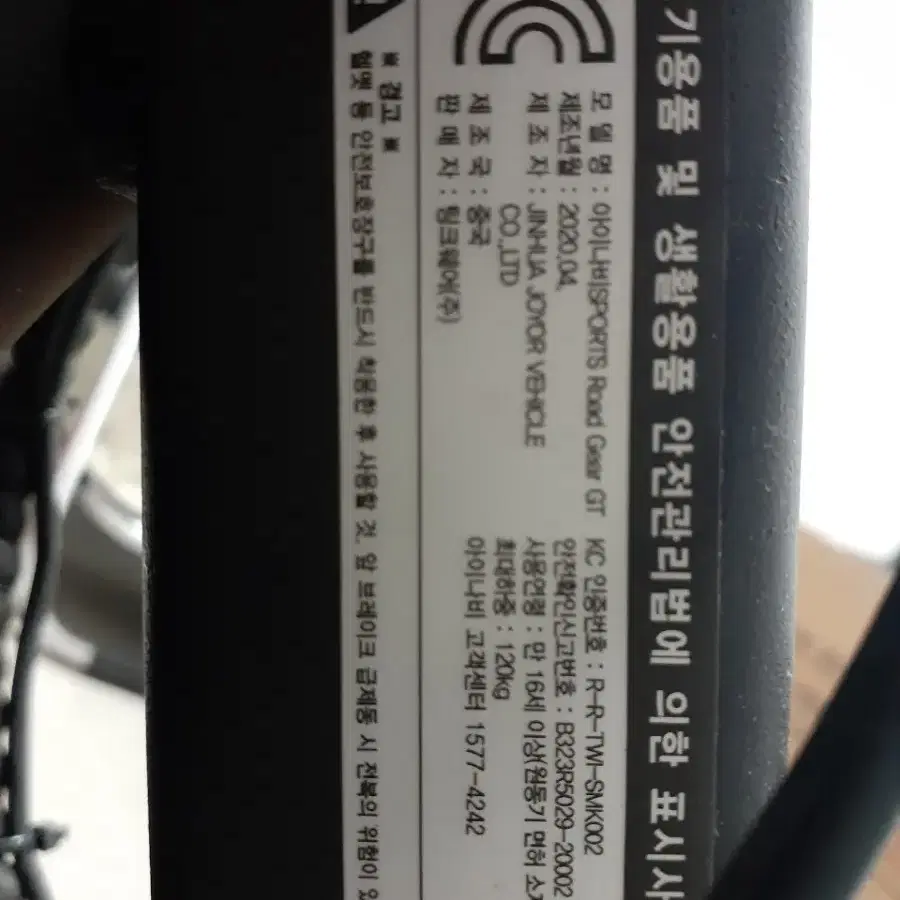 기용품 및 생활용품 안전관리법에 의한 표시사
모 델 명 : 아이나비SPORTS Road Gear GT
제조년월 : 2020.04.
제 조 자 : JINHUA JOYOR VEHICLE
CO.,LTD
제 조 국 : 중국
판 매 자 : 팅크웨어(주)
KC 인증번호 : R-R-TWI-SMK002
안전확인신고번호 : B323R5029-20002
사용연령 : 만 16세 이상(원동기 면허 소
최대하중 : 120kg
아이나비 고객센터 1577-4242
※ 경고 ※
헬멧 등 안전보호장구를 반드시 착용한 후 사용할 것. 앞 브레이크 급제동 시 전복의 위험이 있